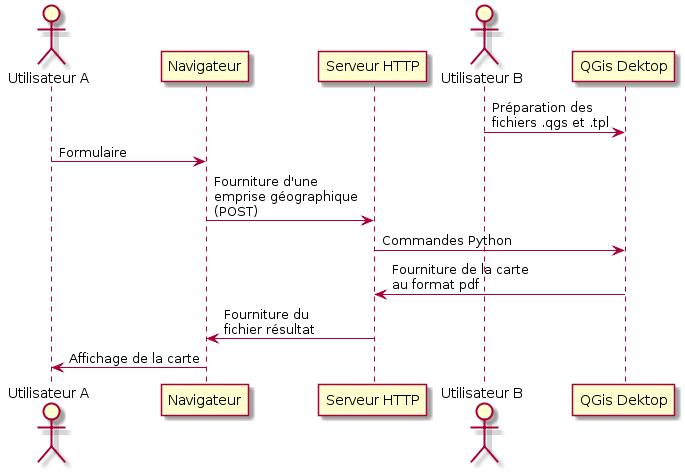 Utilisateur A
Navigateur
Serveur HTTP
Utilisateur B
QGis Dektop
Préparation des
fichiers .qgs et .tpl
Formulaire
Fourniture d'une
emprise géographique
(POST)
Commandes Python
Fourniture de la carte
au format pdf
Fourniture du
fichier résultat
Affichage de la carte
Utilisateur A
Navigateur
Serveur HTTP
Utilisateur B
QGis Dektop